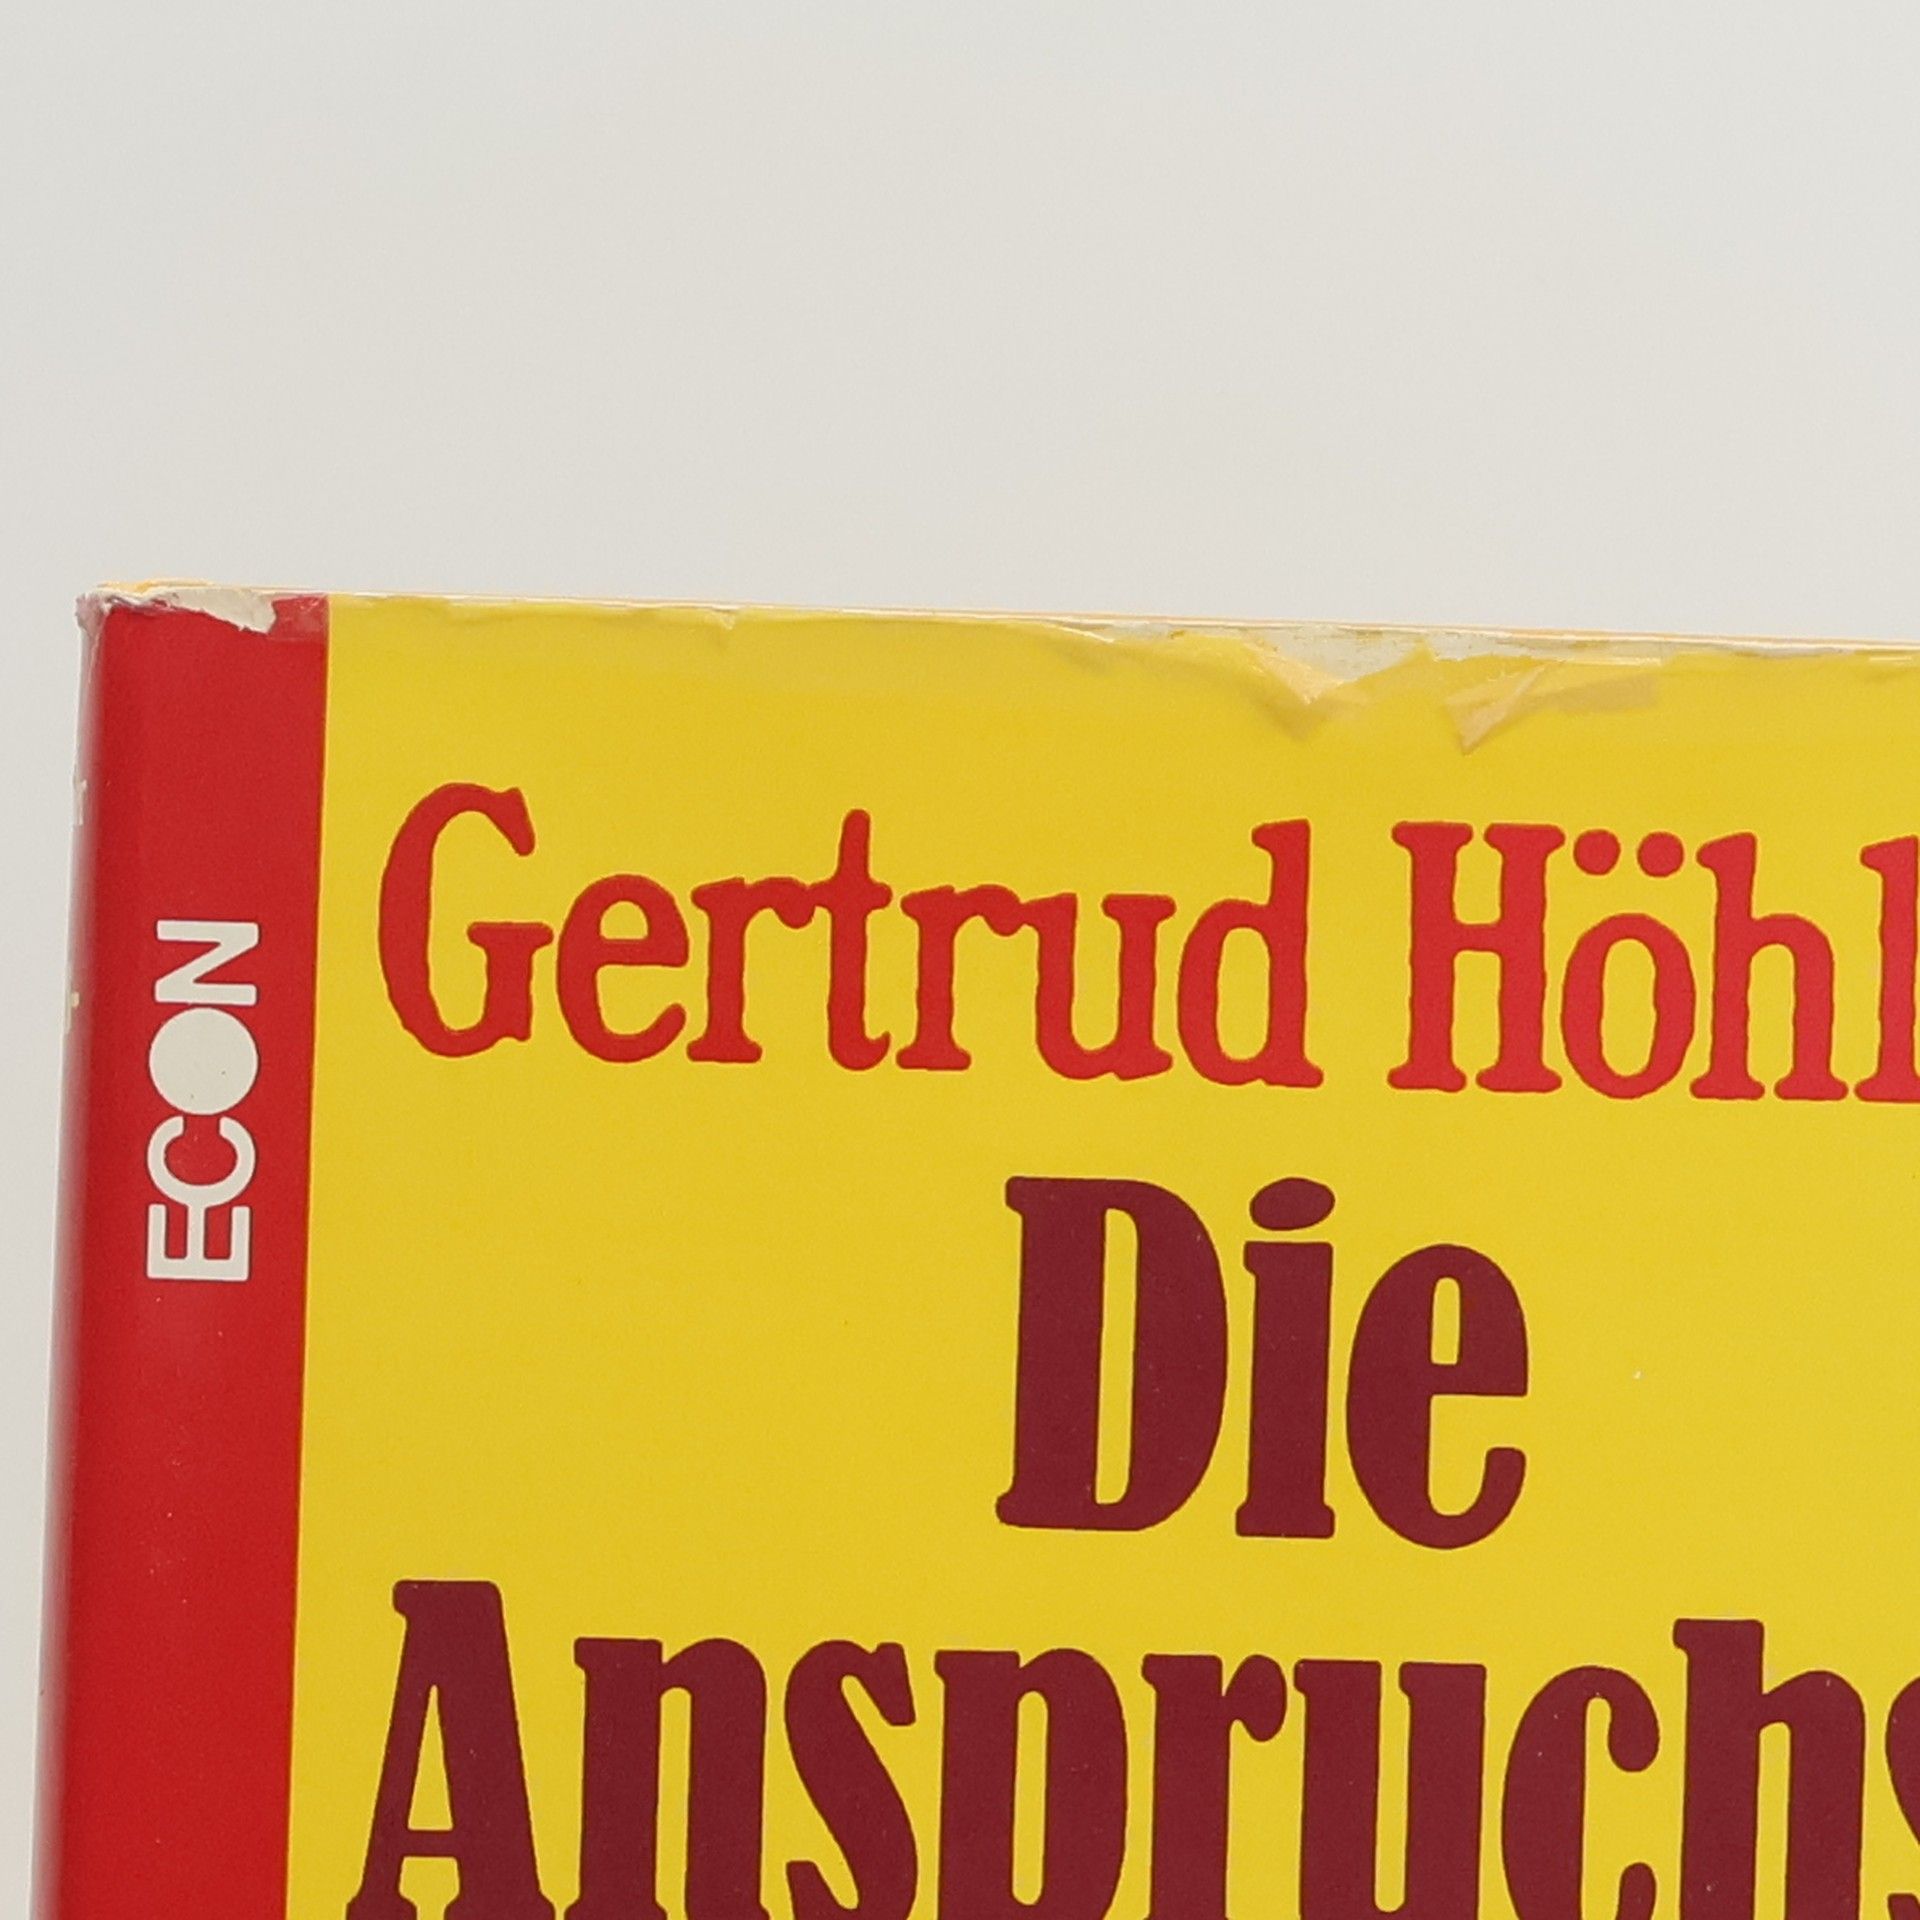 ECON
Gertrud Höhl
Die
Anspruchs